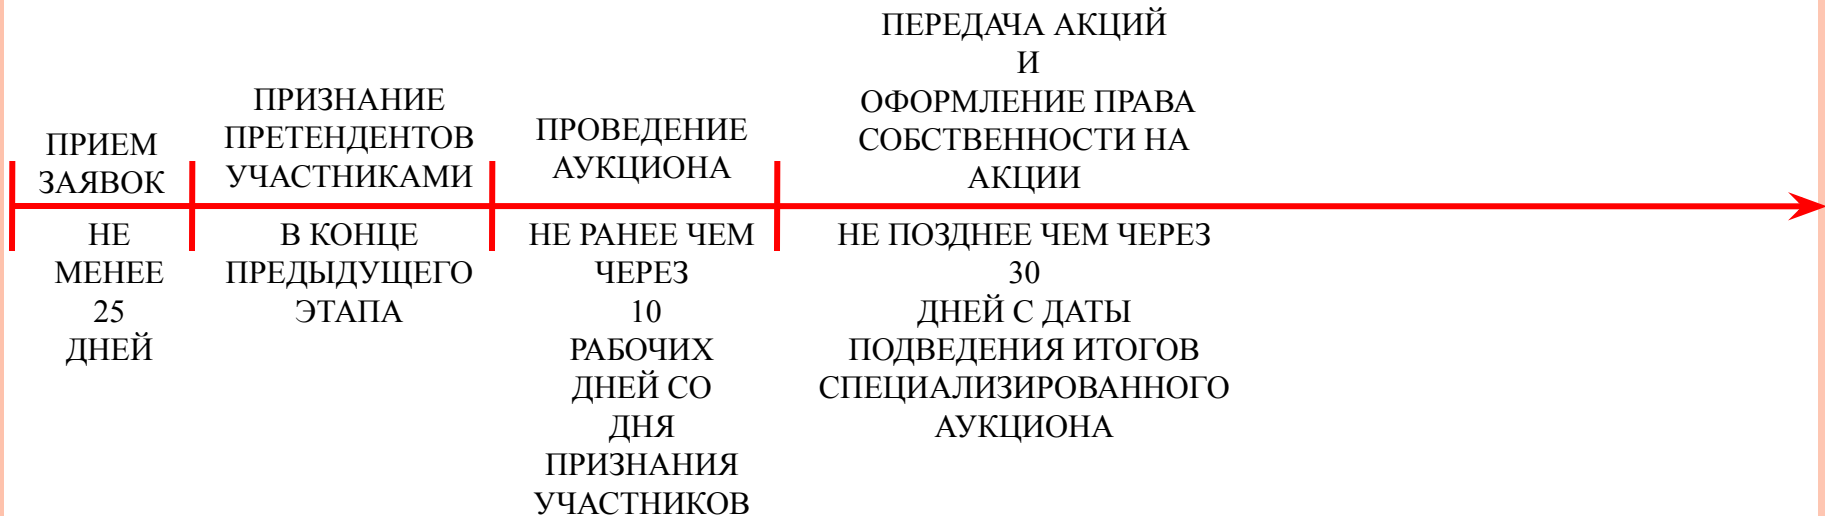 ПРИЕМ
ЗАЯВОК
НЕ
МЕНЕЕ
25
ДНЕЙ
ПРИЗНАНИЕ
ПРЕТЕНДЕНТОВ
УЧАСТНИКАМИ
В КОНЦЕ
ПРЕДЫДУЩЕГО
ЭТАПА
ПРОВЕДЕНИЕ
АУКЦИОНА
НЕ РАНЕЕ ЧЕМ
ЧЕРЕЗ
10
РАБОЧИХ
ДНЕЙ СО
ДНЯ
ПРИЗНАНИЯ
УЧАСТНИКОВ
ПЕРЕДАЧА АКЦИЙ
И
ОФОРМЛЕНИЕ ПРАВА
СОБСТВЕННОСТИ НА
АКЦИИ
НЕ ПОЗДНЕЕ ЧЕМ ЧЕРЕЗ
30
ДНЕЙ С ДАТЫ
ПОДВЕДЕНИЯ ИТОГОВ
СПЕЦИАЛИЗИРОВАННОГО
АУКЦИОНА